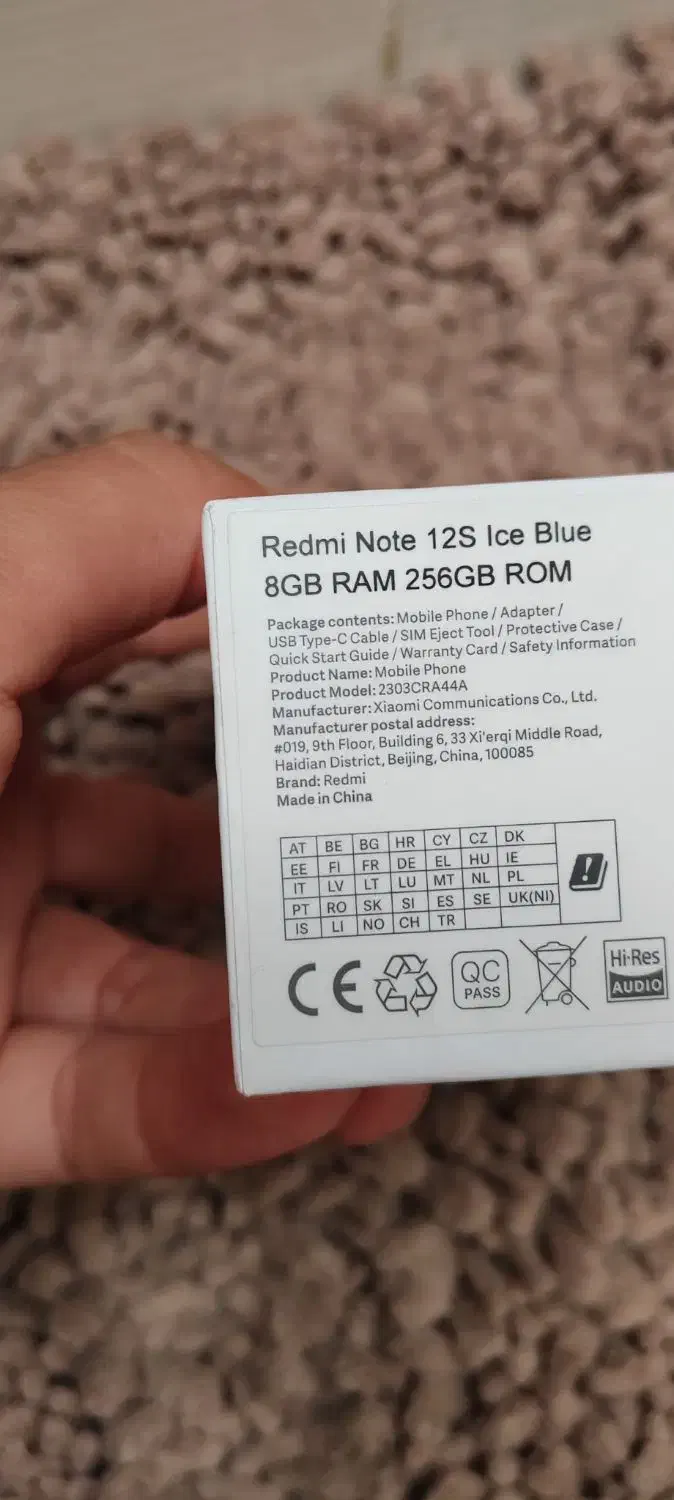 Redmi Note 12S Ice Blue
8GB RAM 256GB ROM
Package contents: Mobile Phone / Adapter /
USB Type-C Cable / SIM Eject Tool / Protective Case /
Quick Start Guide / Warranty Card / Safety Information
Product Name: Mobile Phone
Product Model: 2303CRA44A
Manufacturer: Xiaomi Communications Co., Ltd.
Manufacturer postal address:
#019, 9th Floor, Building 6, 33 Xi'erqi Middle Road,
Haidian District, Beijing, China, 100085
Brand: Redmi
Made in China
AT BE BG HR CY CZ DK
EE FI FR DE EL HU IE
IT LV LT LU MT NL PL
PT RO SK SI ES SE UK(NI)
IS LI NO CH TR
CE
QC
PASS
Hi-Res
AUDIO